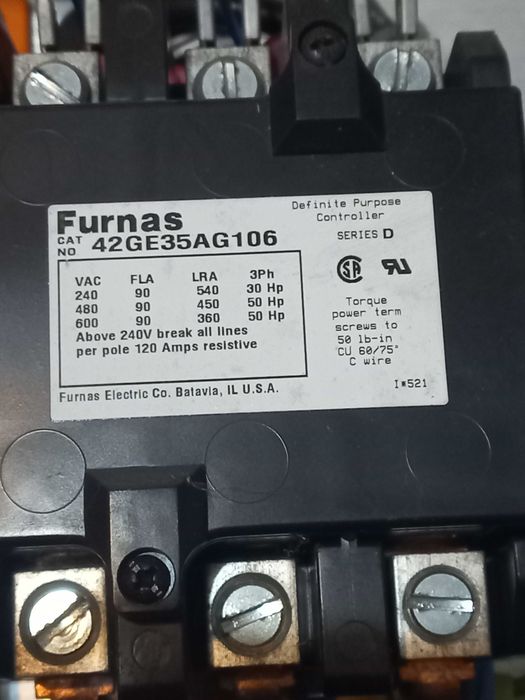 Furnas
CAT NO 42GE35AG106
Definite Purpose
Controller
SERIES D
VAC FLA LRA 3Ph
240 90 540 30 Hp
480 90 450 50 Hp
600 90 360 50 Hp
Above 240V break all lines
per pole 120 Amps resistive
Furnas Electric Co. Batavia, IL U.S.A.
Torque
power term
screws to
50 lb-in
CU 60/75°
C wire
I*521